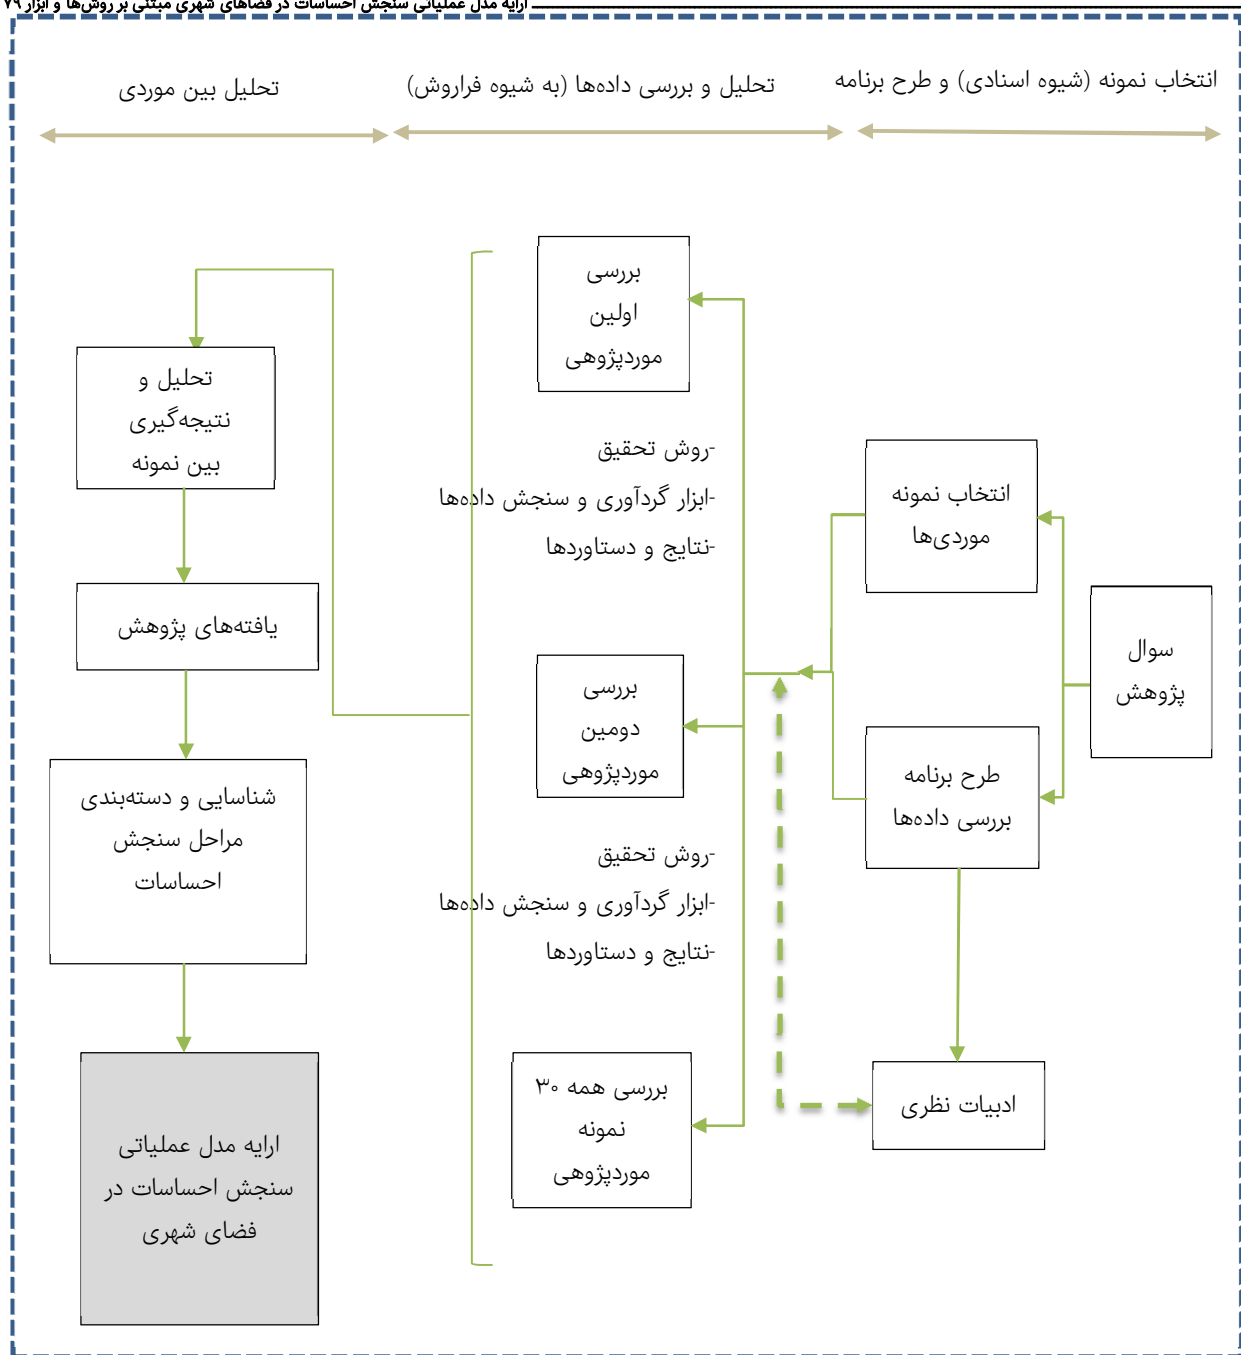 ارایه مدل عملیاتی سنجش احساسات در فضاهای شهری مبتنی بر روش‌ها و ابزار ۷۹
انتخاب نمونه (شیوه اسنادی) و طرح برنامه
تحلیل و بررسی داده‌ها (به شیوه فراروش)
تحلیل بین موردی
سوال
پژوهش
انتخاب نمونه
موردی‌ها
طرح برنامه
بررسی داده‌ها
ادبیات نظری
بررسی
اولین
موردپژوهی
-روش تحقیق
-ابزار گردآوری و سنجش داده‌ها
-نتایج و دستاوردها
بررسی
دومین
موردپژوهی
-روش تحقیق
-ابزار گردآوری و سنجش داده‌ها
-نتایج و دستاوردها
بررسی همه ۳۰
نمونه
موردپژوهی
تحلیل و
نتیجه‌گیری
بین نمونه
یافته‌های پژوهش
شناسایی و دسته‌بندی
مراحل سنجش
احساسات
ارایه مدل عملیاتی
سنجش احساسات در
فضای شهری